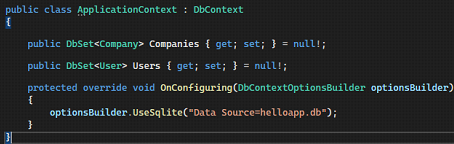 public class ApplicationContext : DbContext
{
public DbSet<Company> Companies { get; set; } = null!;
public DbSet<User> Users { get; set; } = null!;
protected override void OnConfiguring(DbContextOptionsBuilder optionsBuilder)
{
optionsBuilder.UseSqlite("Data Source=helloapp.db");
}
}